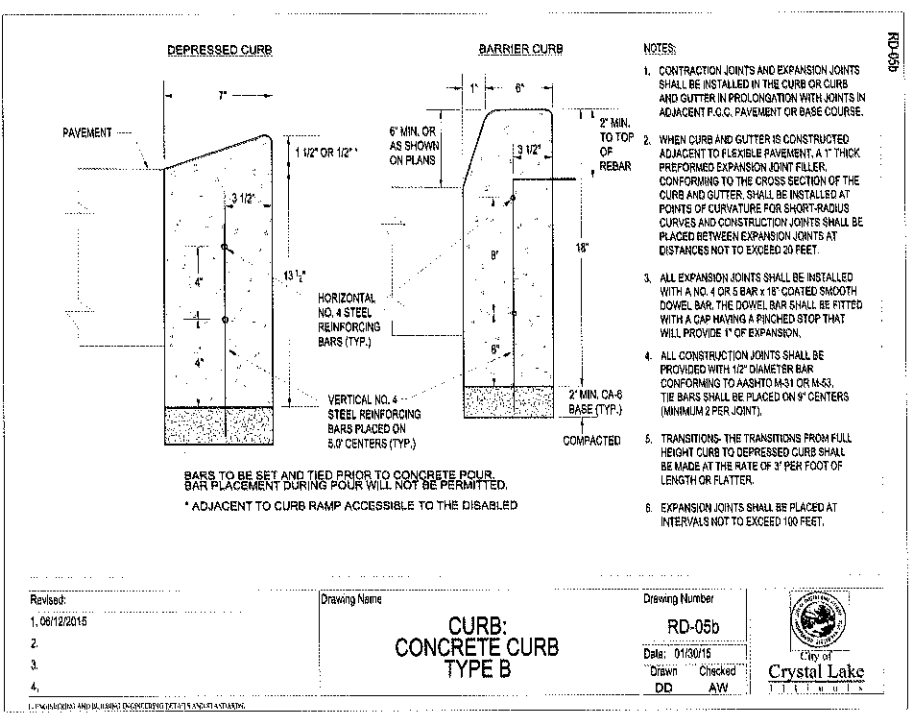 RD-05b
DEPRESSED CURB
7"
PAVEMENT
1 1/2" OR 1/2" *
3 1/2"
4"
4"
13 1/2"
HORIZONTAL
NO. 4 STEEL
REINFORCING
BARS (TYP.)
VERTICAL NO. 4
STEEL REINFORCING
BARS PLACED ON
5.0' CENTERS (TYP.)
BARRIER CURB
1"
6"
6" MIN. OR
AS SHOWN
ON PLANS
2" MIN.
TO TOP
OF
REBAR
3 1/2"
18"
8"
6"
2" MIN. CA-6
BASE (TYP.)
COMPACTED
BARS TO BE SET AND TIED PRIOR TO CONCRETE POUR.
BAR PLACEMENT DURING POUR WILL NOT BE PERMITTED.
* ADJACENT TO CURB RAMP ACCESSIBLE TO THE DISABLED
NOTES:
1. CONTRACTION JOINTS AND EXPANSION JOINTS
SHALL BE INSTALLED IN THE CURB OR CURB
AND GUTTER IN PROLONGATION WITH JOINTS IN
ADJACENT P.C.C. PAVEMENT OR BASE COURSE.
2. WHEN CURB AND GUTTER IS CONSTRUCTED
ADJACENT TO FLEXIBLE PAVEMENT, A 1" THICK
PREFORMED EXPANSION JOINT FILLER,
CONFORMING TO THE CROSS SECTION OF THE
CURB AND GUTTER, SHALL BE INSTALLED AT
POINTS OF CURVATURE FOR SHORT-RADIUS
CURVES AND CONSTRUCTION JOINTS SHALL BE
PLACED BETWEEN EXPANSION JOINTS AT
DISTANCES NOT TO EXCEED 20 FEET.
3. ALL EXPANSION JOINTS SHALL BE INSTALLED
WITH A NO. 4 OR 5 BAR x 18" COATED SMOOTH
DOWEL BAR. THE DOWEL BAR SHALL BE FITTED
WITH A CAP HAVING A PINCHED STOP THAT
WILL PROVIDE 1" OF EXPANSION.
4. ALL CONSTRUCTION JOINTS SHALL BE
PROVIDED WITH 1/2" DIAMETER BAR
CONFORMING TO AASHTO M-31 OR M-53.
TIE BARS SHALL BE PLACED ON 9" CENTERS
(MINIMUM 2 PER JOINT).
5. TRANSITIONS- THE TRANSITIONS FROM FULL
HEIGHT CURB TO DEPRESSED CURB SHALL
BE MADE AT THE RATE OF 3" PER FOOT OF
LENGTH OR FLATTER.
6. EXPANSION JOINTS SHALL BE PLACED AT
INTERVALS NOT TO EXCEED 100 FEET.
Revised:
1. 06/12/2015
2.
3.
4.
Drawing Name
CURB:
CONCRETE CURB
TYPE B
Drawing Number
RD-05b
Date: 01/30/15
Drawn Checked
DD AW
City of
Crystal Lake
Illinois